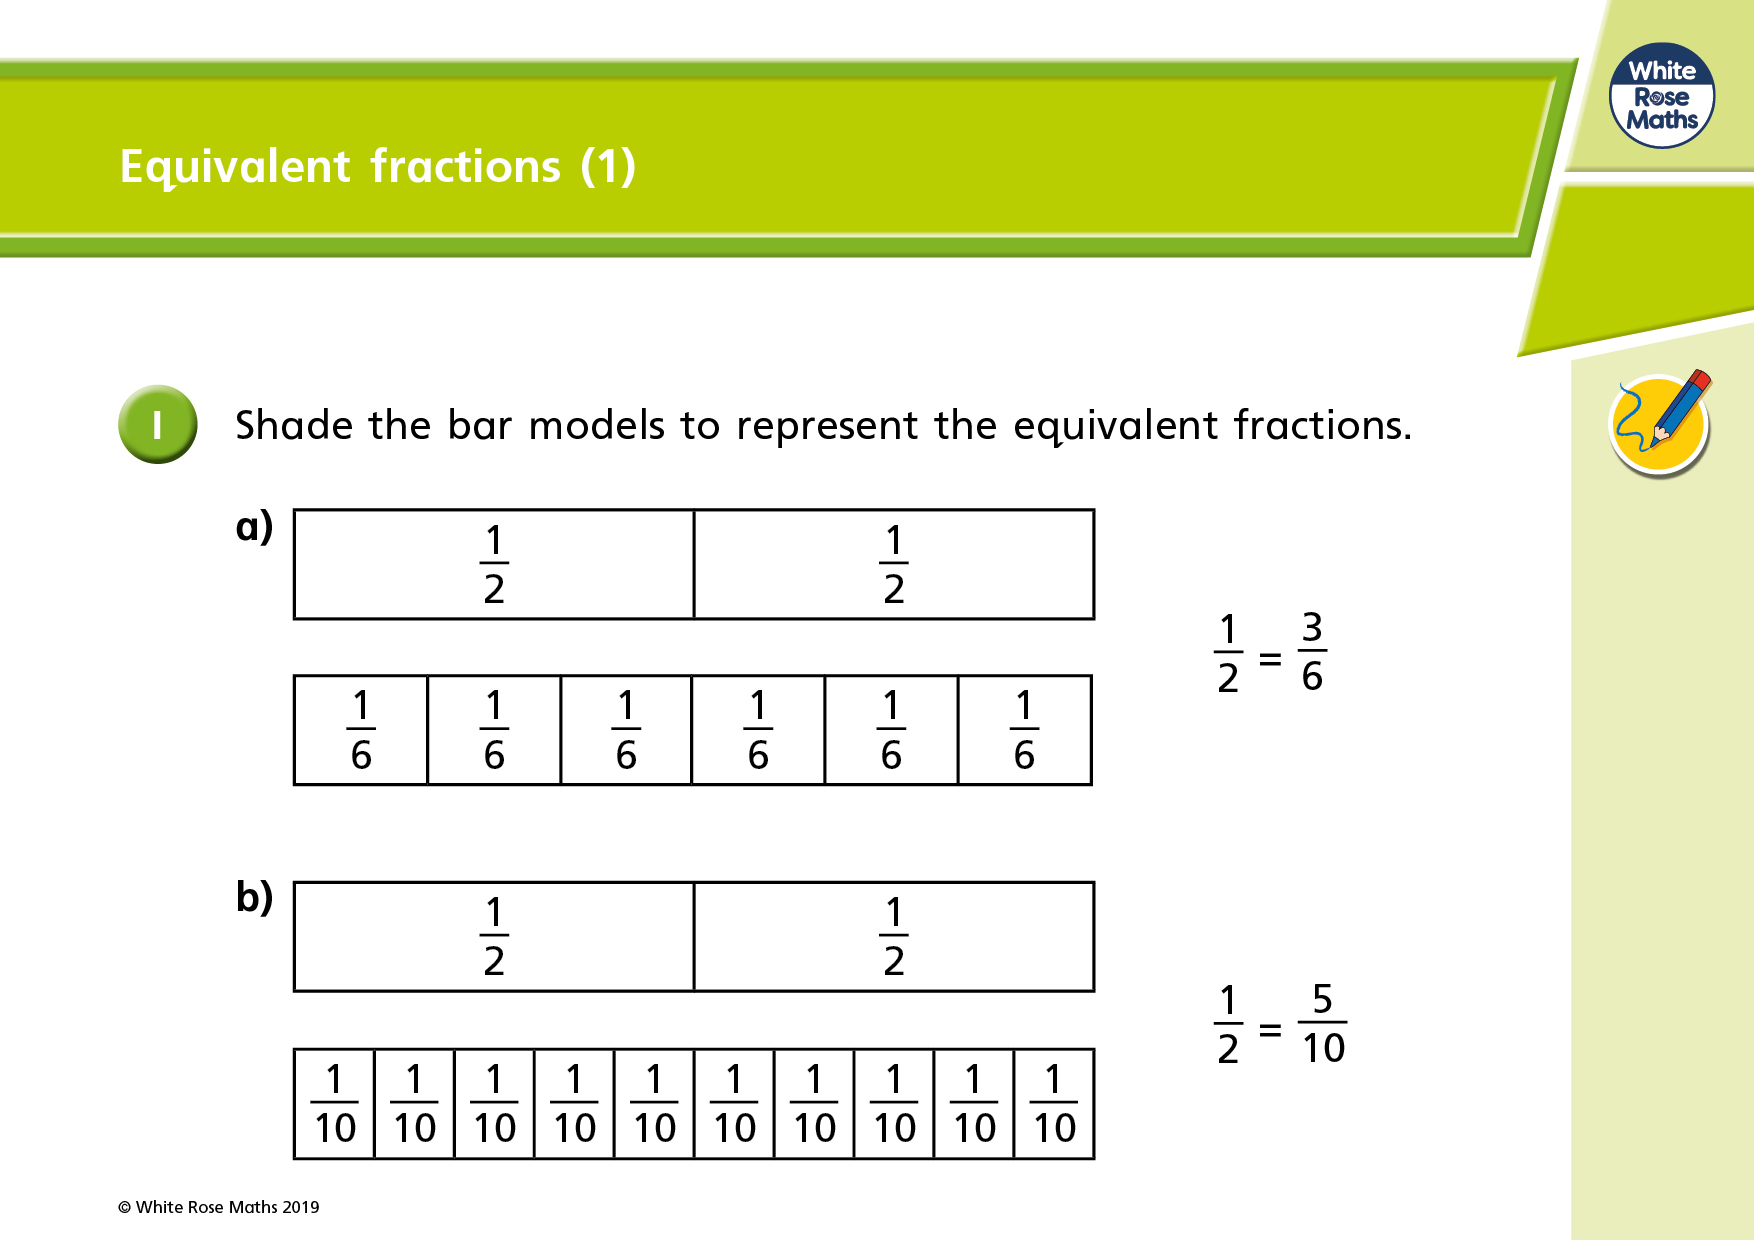 White
Rose
Maths
Equivalent fractions (1)
1 Shade the bar models to represent the equivalent fractions.
a)
1/2 1/2
1/6 1/6 1/6 1/6 1/6 1/6
1/2 = 3/6
b)
1/2 1/2
1/10 1/10 1/10 1/10 1/10 1/10 1/10 1/10 1/10 1/10
1/2 = 5/10
© White Rose Maths 2019